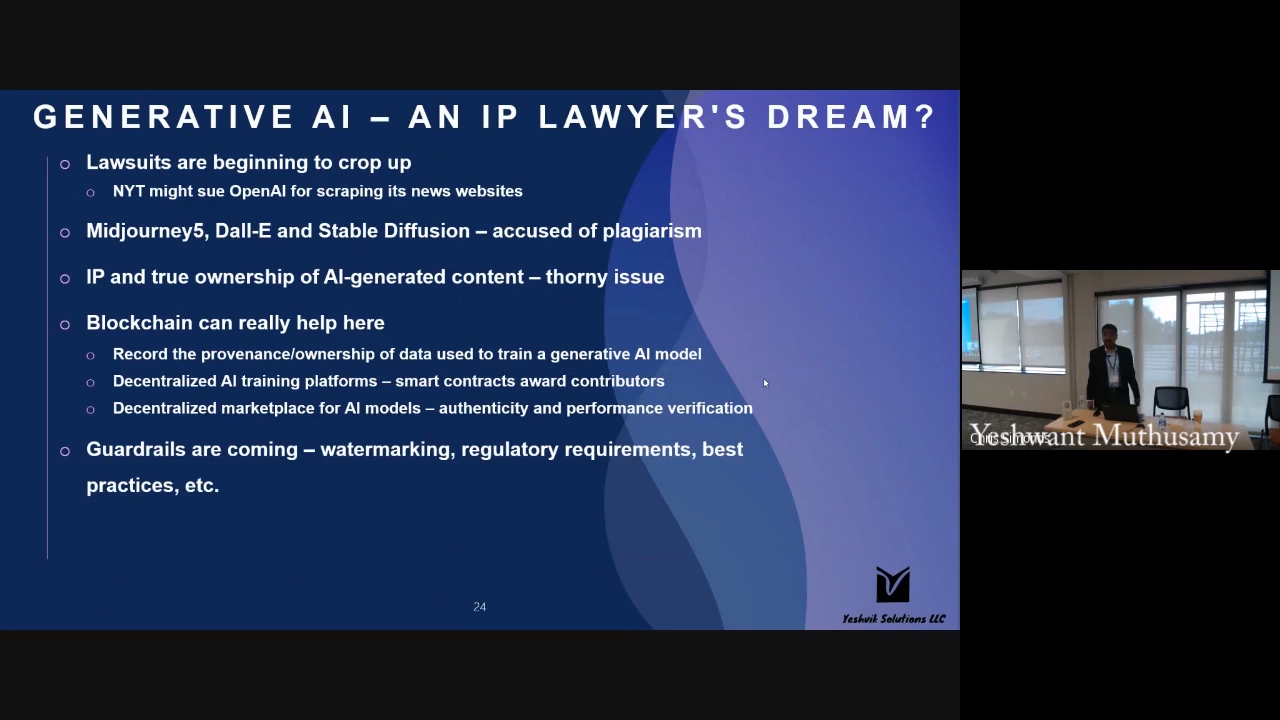 GENERATIVE AI – AN IP LAWYER'S DREAM?
Lawsuits are beginning to crop up
NYT might sue OpenAI for scraping its news websites
Midjourney5, Dall-E and Stable Diffusion – accused of plagiarism
IP and true ownership of AI-generated content – thorny issue
Blockchain can really help here
Record the provenance/ownership of data used to train a generative AI model
Decentralized AI training platforms – smart contracts award contributors
Decentralized marketplace for AI models – authenticity and performance verification
Guardrails are coming – watermarking, regulatory requirements, best
practices, etc.
24
Yeshvik Solutions LLC
Yeshwant Muthusamy